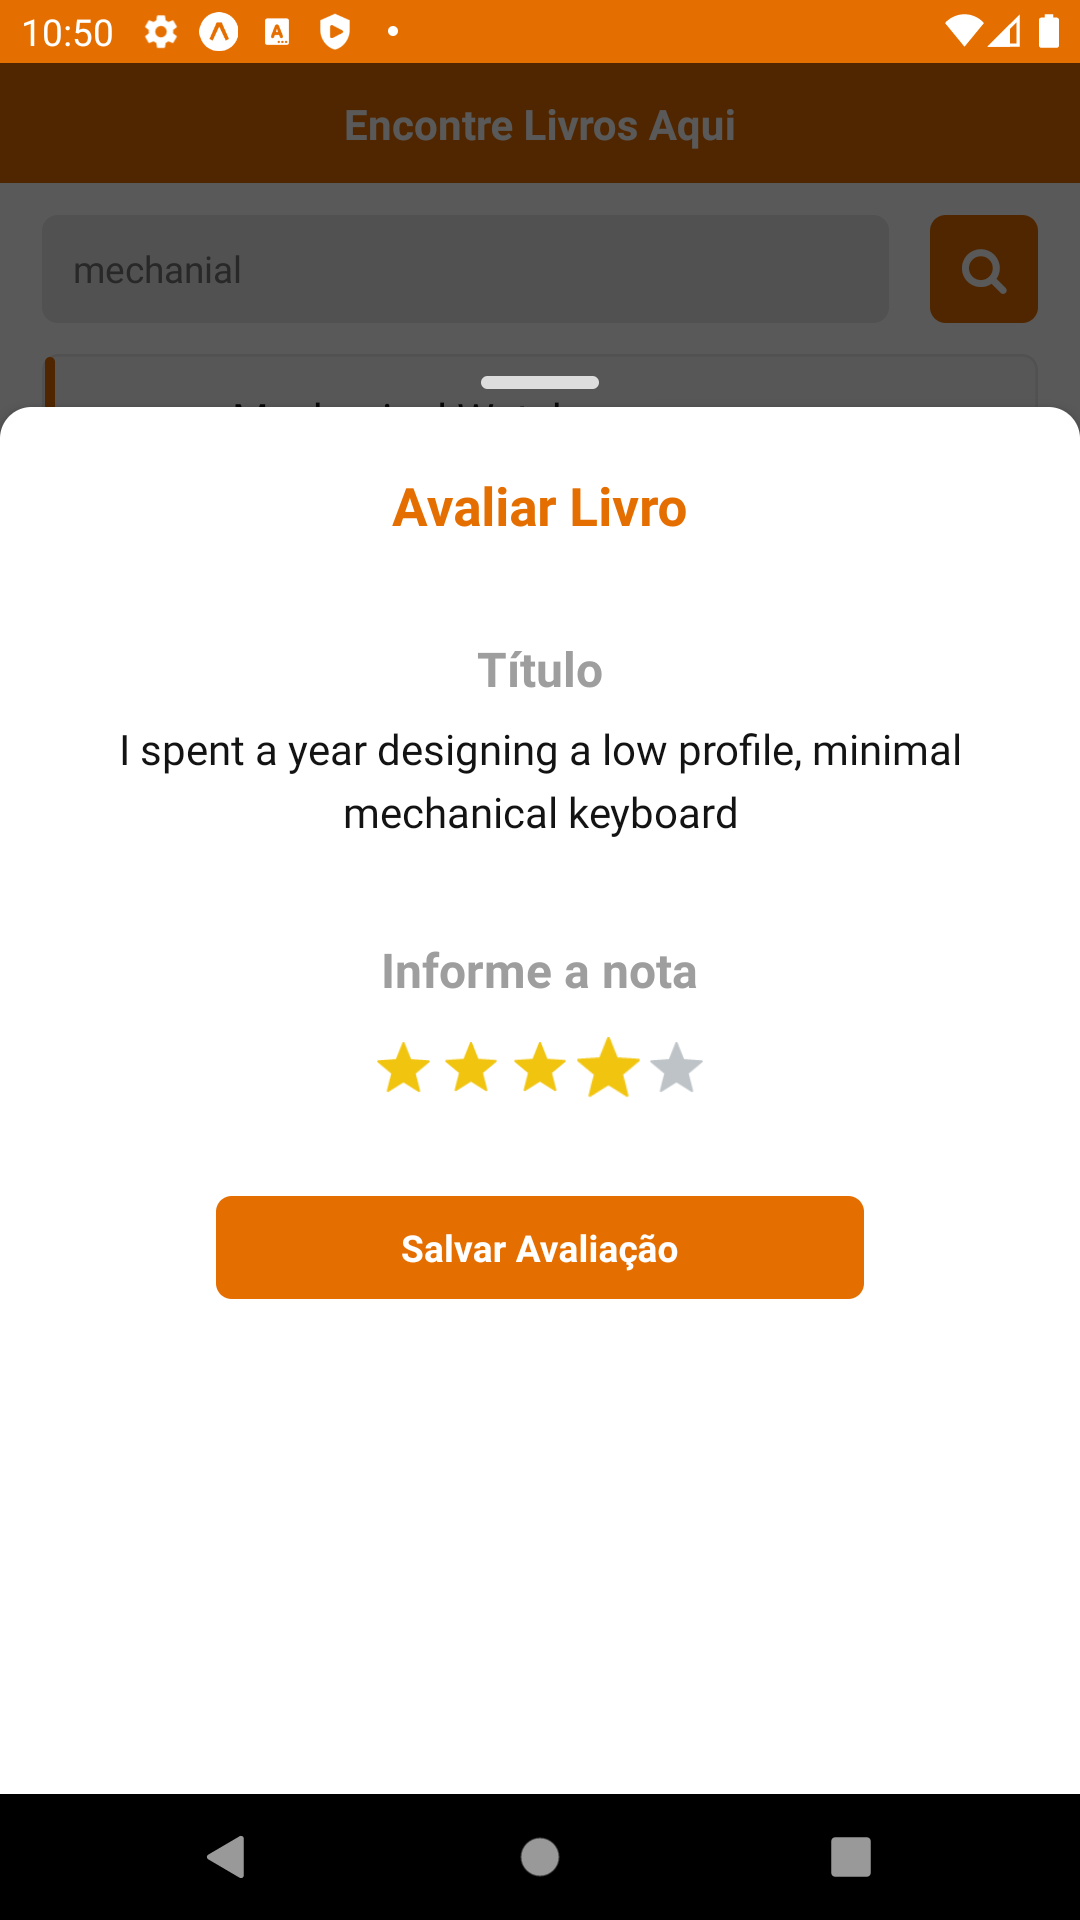 10:50
Encontre Livros Aqui
mechanial
Avaliar Livro
Título
I spent a year designing a low profile, minimal
mechanical keyboard
Informe a nota
Salvar Avaliação